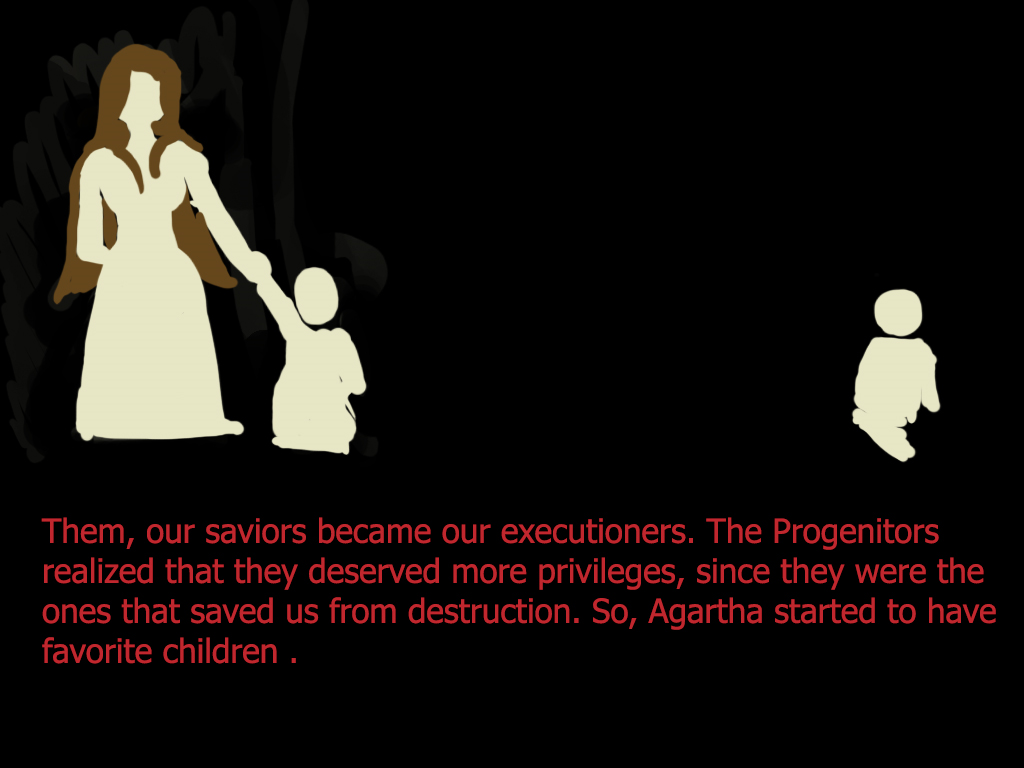 Them, our saviors became our executioners. The Progenitors
realized that they deserved more privileges, since they were the
ones that saved us from destruction. So, Agartha started to have
favorite children .